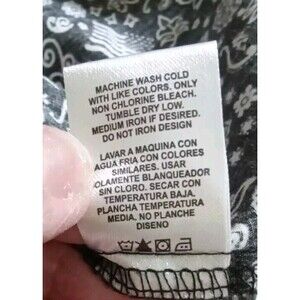 MACHINE WASH COLD
WITH LIKE COLORS. ONLY
NON CHLORINE BLEACH.
TUMBLE DRY LOW.
MEDIUM IRON IF DESIRED.
DO NOT IRON DESIGN
LAVAR A MAQUINA CON
AGUA FRIA CON COLORES
SIMILARES. USAR
SOLAMENTE BLANQUEADOR
SIN CLORO. SECAR CON
TEMPERATURA BAJA.
PLANCHA TEMPERATURA
MEDIA, NO PLANCHE
DISENO